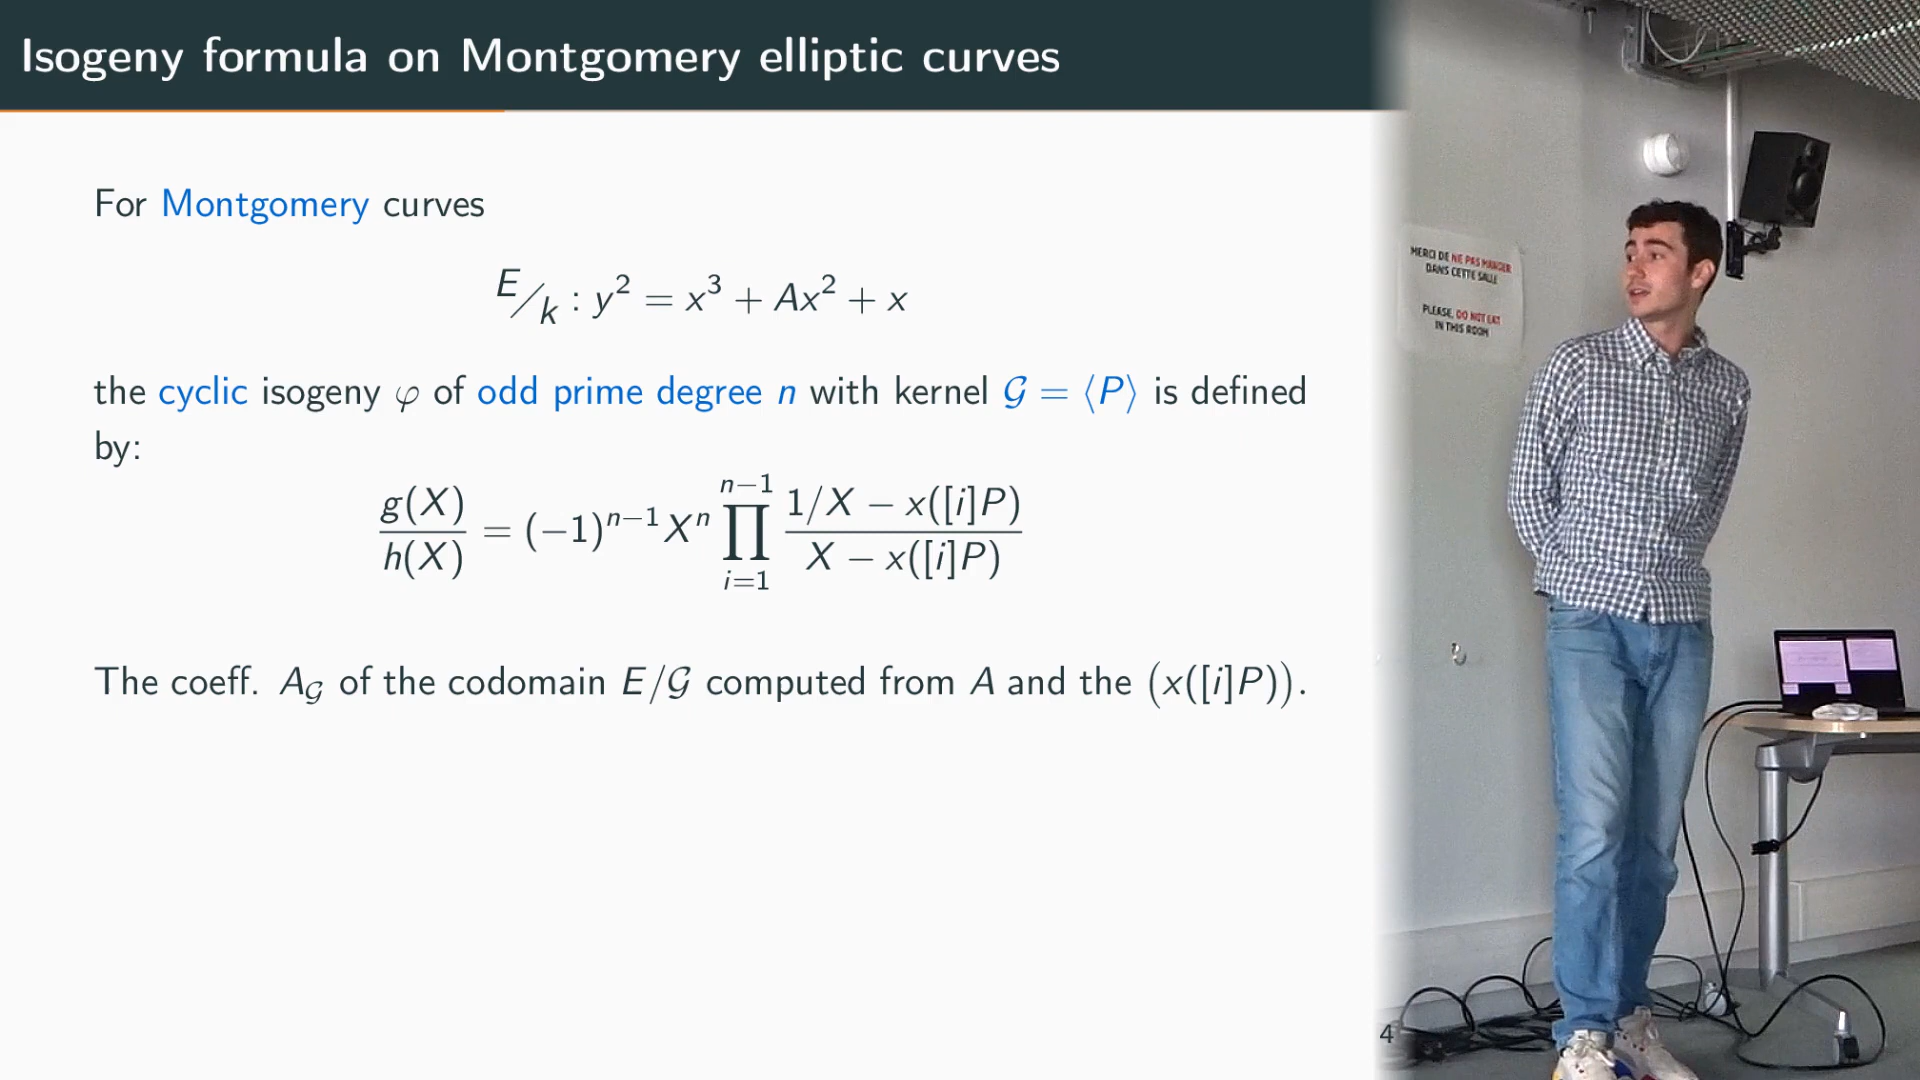 Isogeny formula on Montgomery elliptic curves
For Montgomery curves
E/k : y² = x³ + Ax² + x
the cyclic isogeny φ of odd prime degree n with kernel 𝒢 = ⟨P⟩ is defined
by:
g(X)/h(X) = (−1)ⁿ⁻¹Xⁿ ∏_{i=1}^{n−1} (1/X − x([i]P))/(X − x([i]P))
The coeff. A_𝒢 of the codomain E/𝒢 computed from A and the (x([i]P)).
4
MERCI DE NE PAS MANGER
DANS CETTE SALLE
PLEASE, DO NOT EAT
IN THIS ROOM